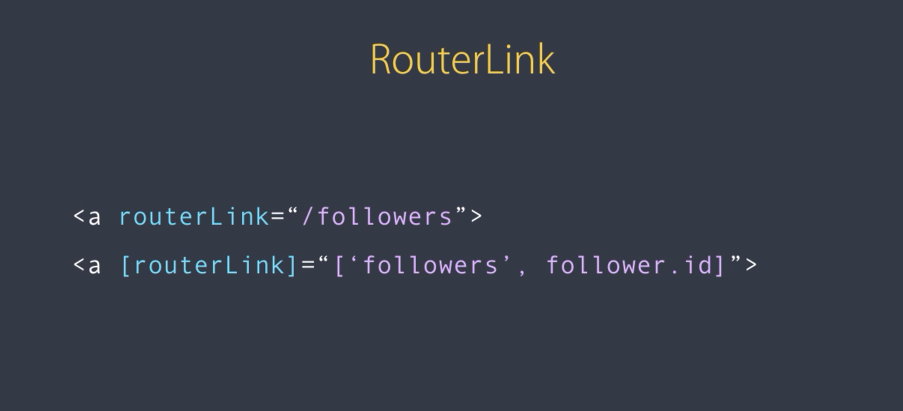 RouterLink
<a routerLink=“/followers”>
<a [routerLink]=“[‘followers’, follower.id]”>